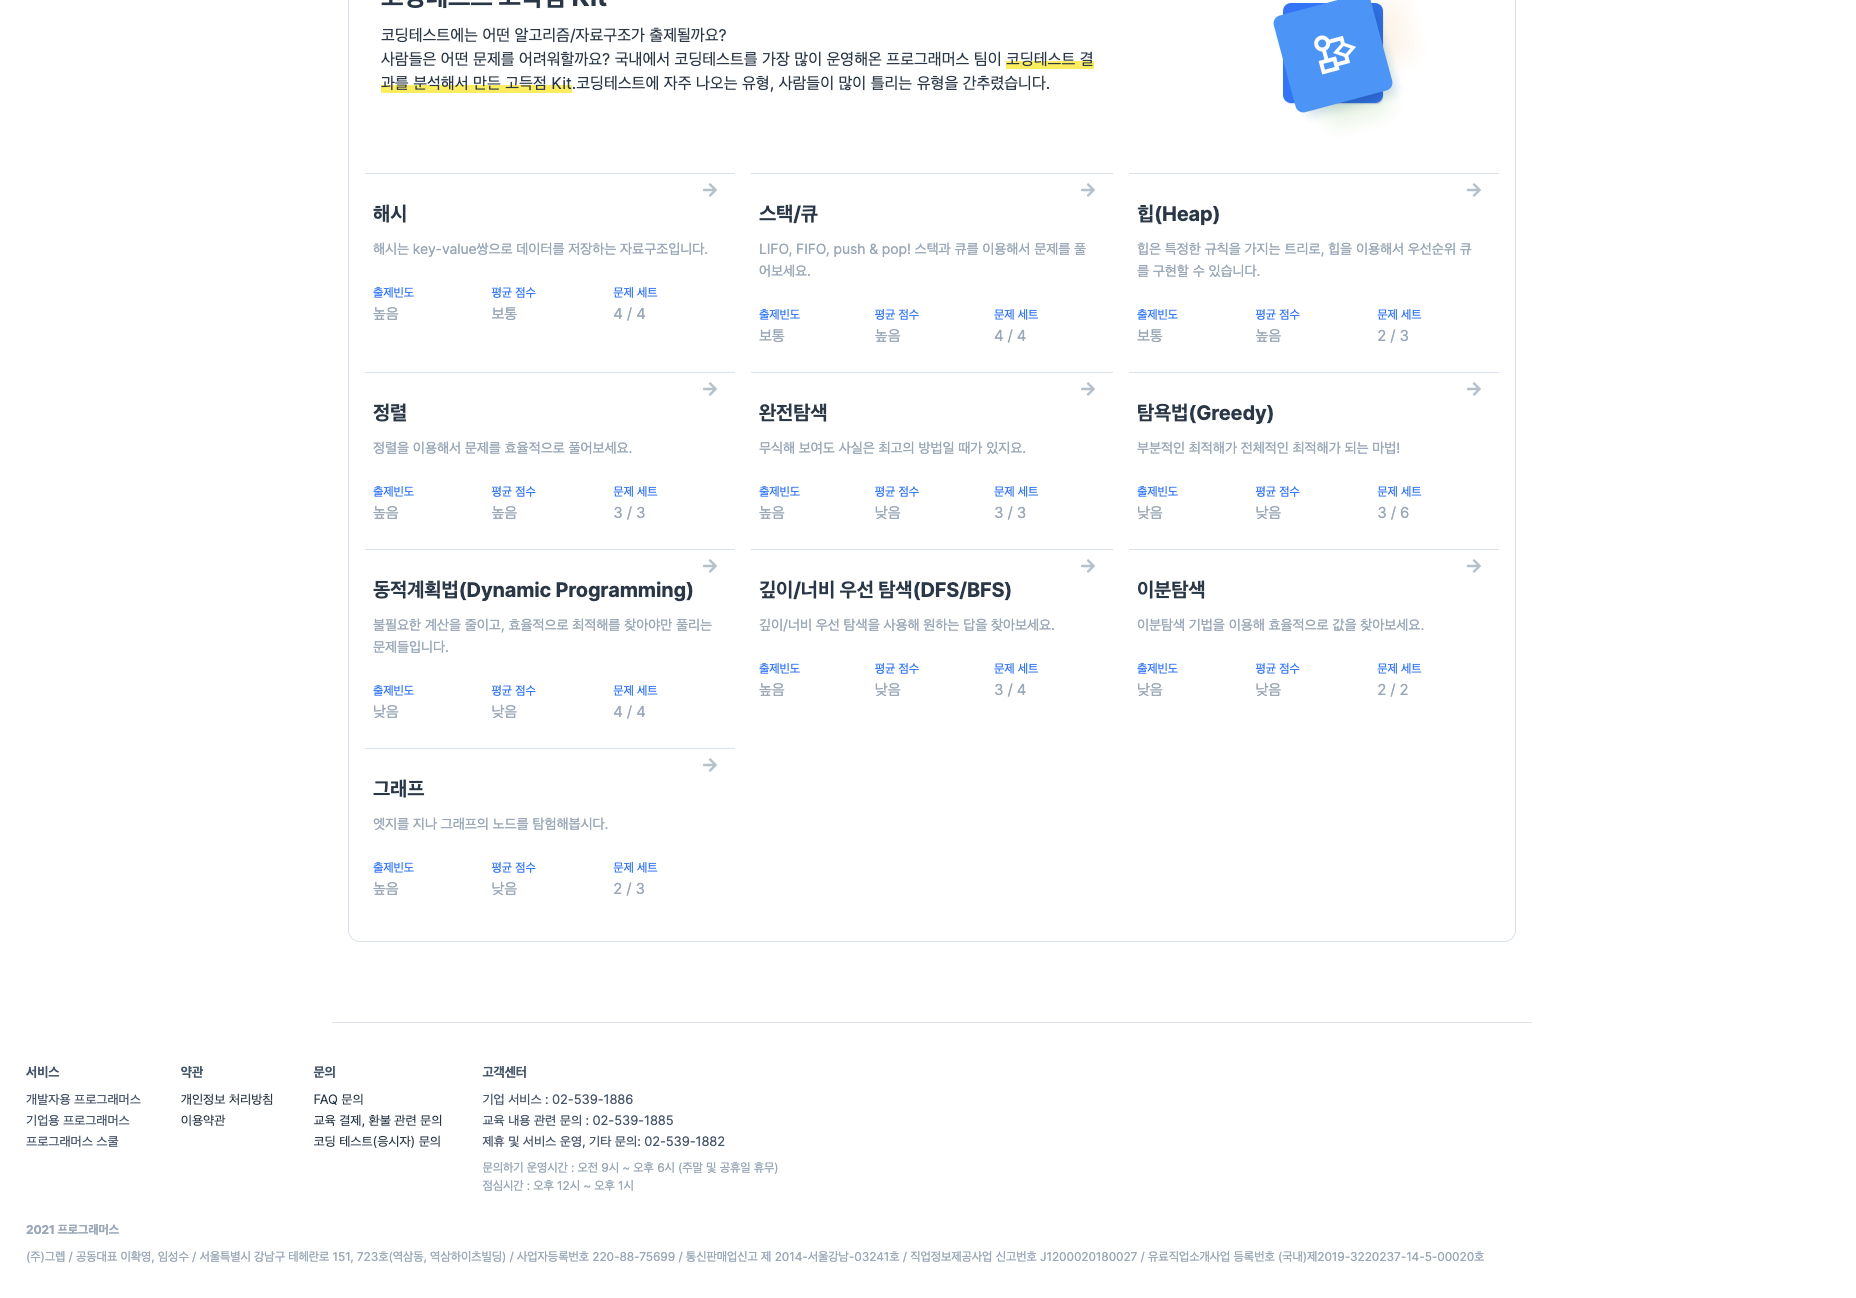 코딩테스트 고득점 Kit
코딩테스트에는 어떤 알고리즘/자료구조가 출제될까요?
사람들은 어떤 문제를 어려워할까요? 국내에서 코딩테스트를 가장 많이 운영해온 프로그래머스 팀이 코딩테스트 결
과를 분석해서 만든 고득점 Kit.코딩테스트에 자주 나오는 유형, 사람들이 많이 틀리는 유형을 간추렸습니다.
해시
해시는 key-value쌍으로 데이터를 저장하는 자료구조입니다.
출제빈도 평균 점수 문제 세트
높음 보통 4 / 4
스택/큐
LIFO, FIFO, push & pop! 스택과 큐를 이용해서 문제를 풀
어보세요.
출제빈도 평균 점수 문제 세트
보통 높음 4 / 4
힙(Heap)
힙은 특정한 규칙을 가지는 트리로, 힙을 이용해서 우선순위 큐
를 구현할 수 있습니다.
출제빈도 평균 점수 문제 세트
보통 높음 2 / 3
정렬
정렬을 이용해서 문제를 효율적으로 풀어보세요.
출제빈도 평균 점수 문제 세트
높음 높음 3 / 3
완전탐색
무식해 보여도 사실은 최고의 방법일 때가 있지요.
출제빈도 평균 점수 문제 세트
높음 낮음 3 / 3
탐욕법(Greedy)
부분적인 최적해가 전체적인 최적해가 되는 마법!
출제빈도 평균 점수 문제 세트
낮음 낮음 3 / 6
동적계획법(Dynamic Programming)
불필요한 계산을 줄이고, 효율적으로 최적해를 찾아야만 풀리는
문제들입니다.
출제빈도 평균 점수 문제 세트
낮음 낮음 4 / 4
깊이/너비 우선 탐색(DFS/BFS)
깊이/너비 우선 탐색을 사용해 원하는 답을 찾아보세요.
출제빈도 평균 점수 문제 세트
높음 낮음 3 / 4
이분탐색
이분탐색 기법을 이용해 효율적으로 값을 찾아보세요.
출제빈도 평균 점수 문제 세트
낮음 낮음 2 / 2
그래프
엣지를 지나 그래프의 노드를 탐험해봅시다.
출제빈도 평균 점수 문제 세트
높음 낮음 2 / 3
서비스
개발자용 프로그래머스
기업용 프로그래머스
프로그래머스 스쿨
약관
개인정보 처리방침
이용약관
문의
FAQ 문의
교육 결제, 환불 관련 문의
코딩 테스트(응시자) 문의
고객센터
기업 서비스 : 02-539-1886
교육 내용 관련 문의 : 02-539-1885
제휴 및 서비스 운영, 기타 문의: 02-539-1882
문의하기 운영시간 : 오전 9시 ~ 오후 6시 (주말 및 공휴일 휴무)
점심시간 : 오후 12시 ~ 오후 1시
2021 프로그래머스
(주)그렙 / 공동대표 이확영, 임성수 / 서울특별시 강남구 테헤란로 151, 723호(역삼동, 역삼하이츠빌딩) / 사업자등록번호 220-88-75699 / 통신판매업신고 제 2014-서울강남-03241호 / 직업정보제공사업 신고번호 J1200020180027 / 유료직업소개사업 등록번호 (국내)제2019-3220237-14-5-00020호